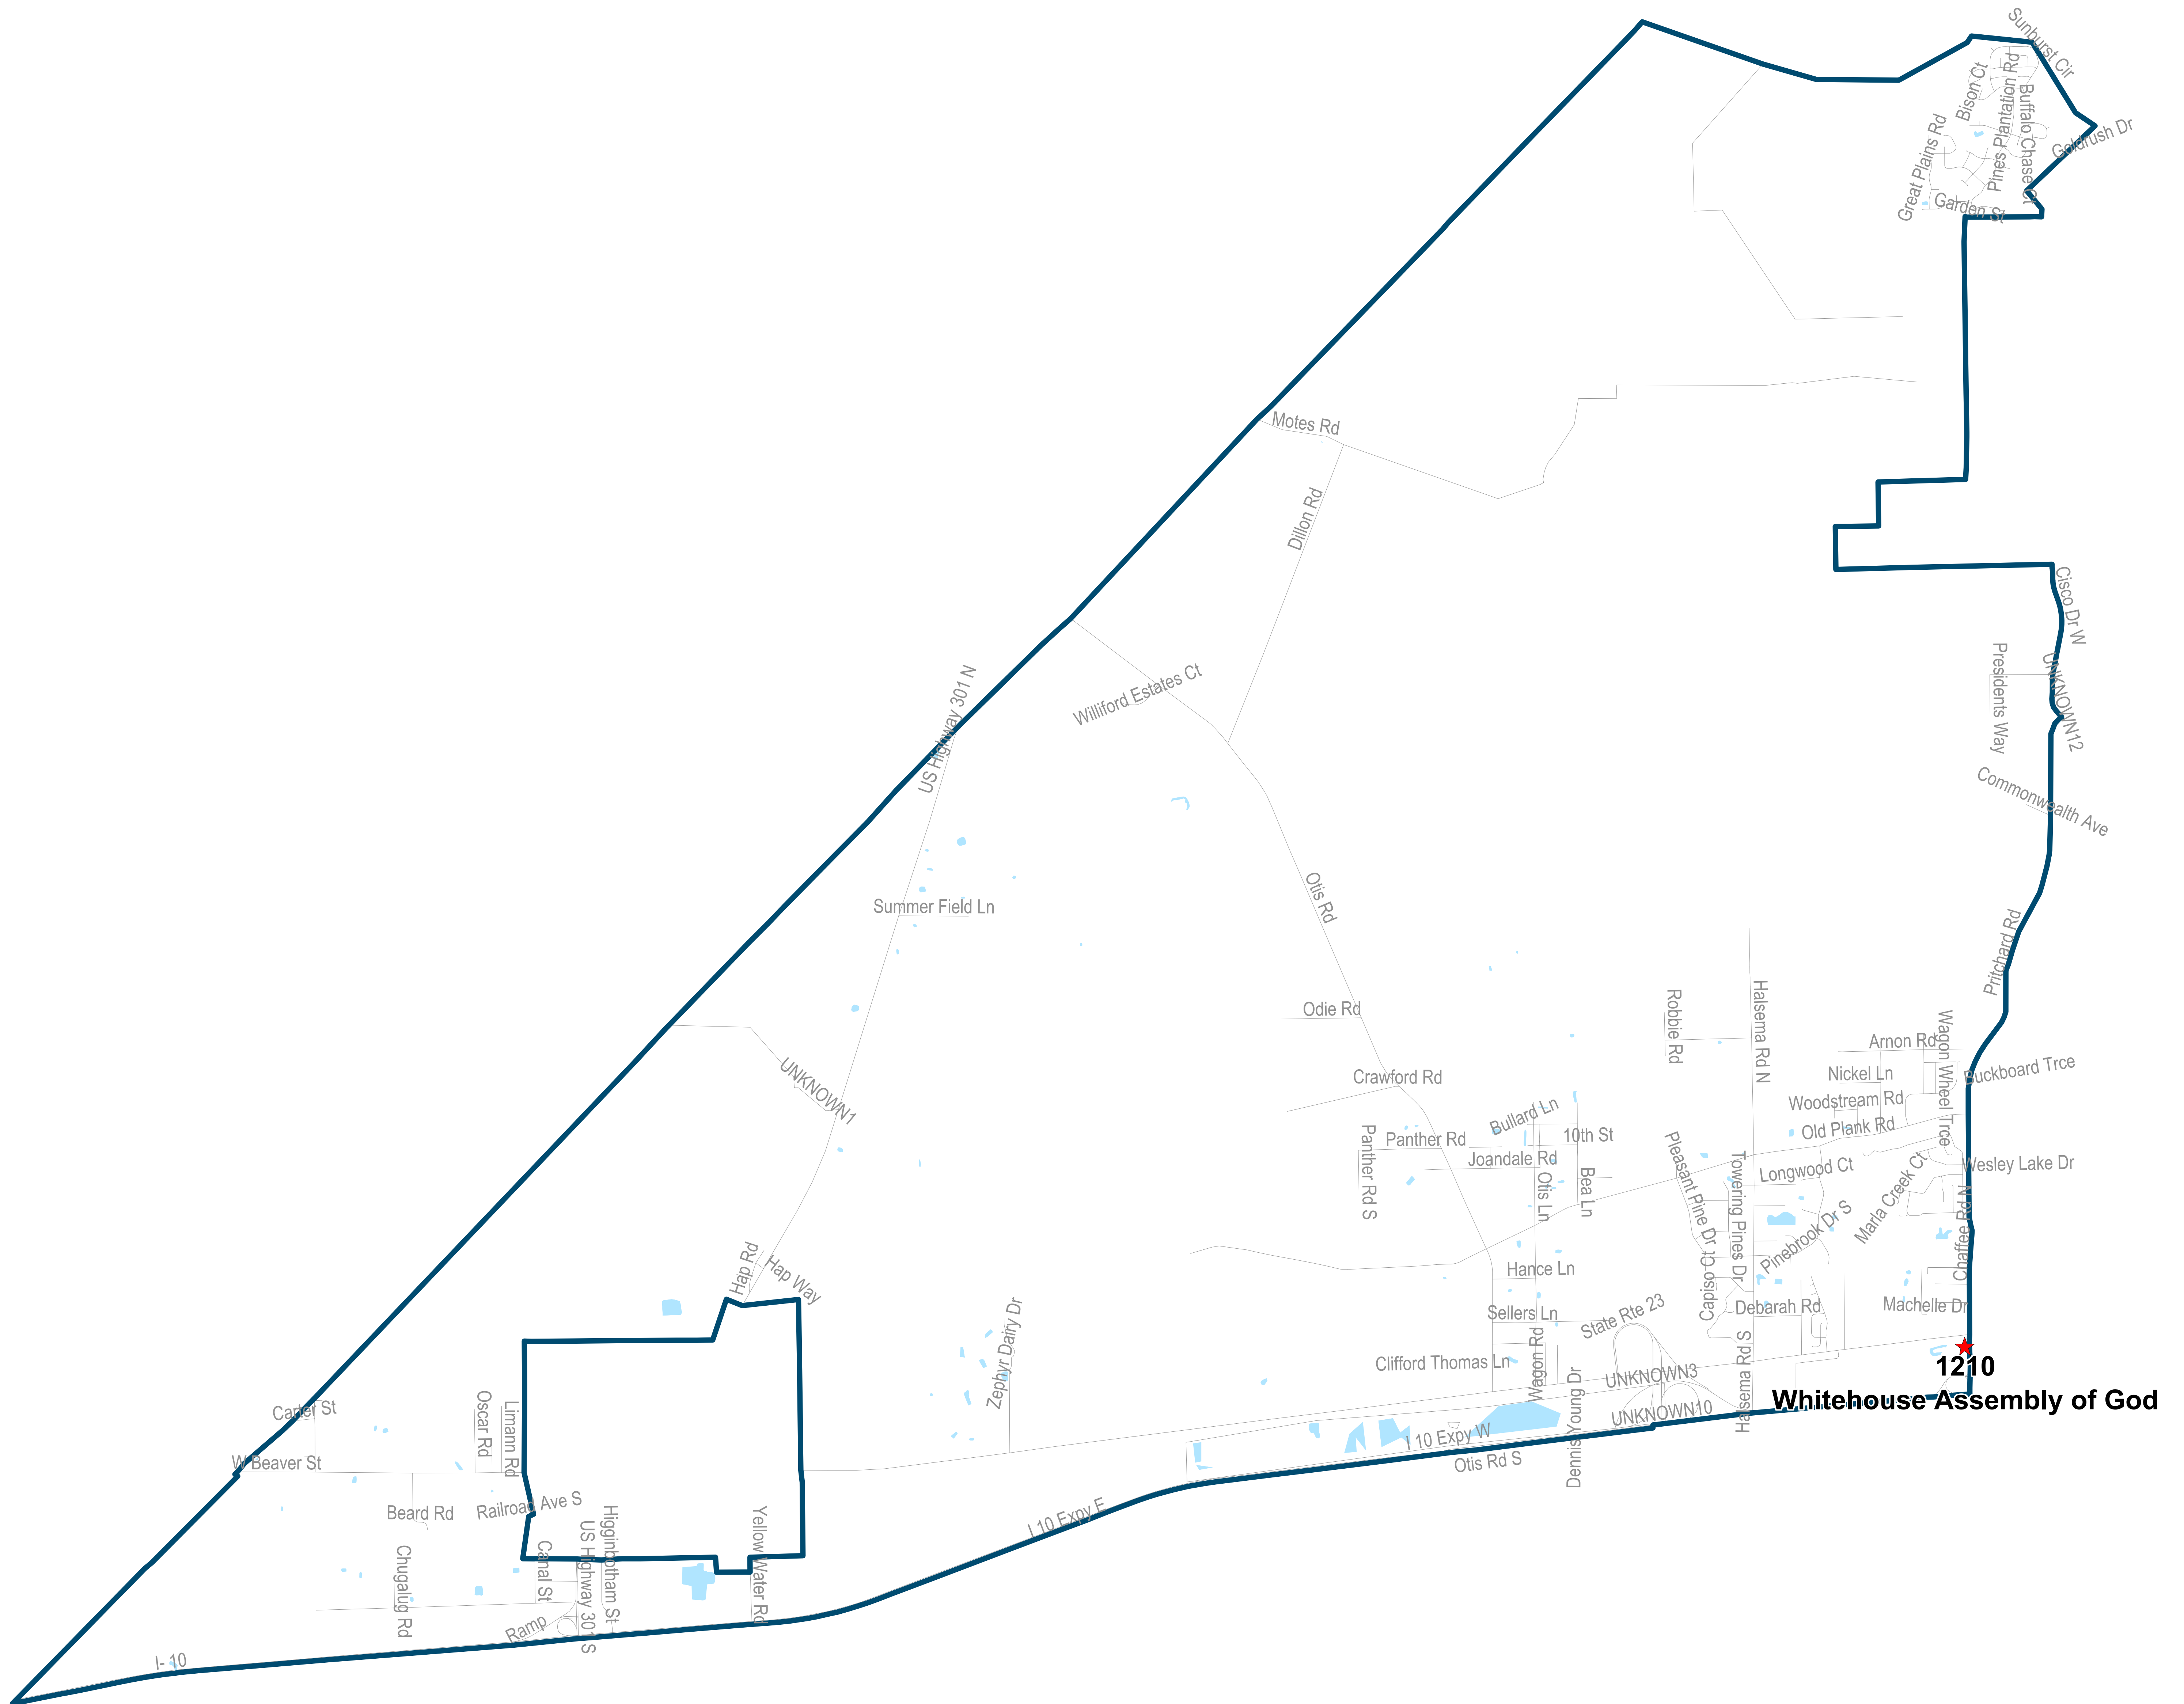 Sunburst Cir
Bison Ct
Pines Plantation Rd
Buffalo Chase Ct
Goldrush Dr
Great Plains Rd
Garden St
Motes Rd
Dillon Rd
Cisco Dr W
Presidents Way
UNKNOWN12
Williford Estates Ct
US Highway 301 N
Commonwealth Ave
Summer Field Ln
Otis Rd
Pritchard Rd
Odie Rd
Robbie Rd
Halsema Rd N
Wagon Wheel Trce
Arnon Rd
Nickel Ln
Buckboard Trce
UNKNOWN1
Crawford Rd
Woodstream Rd
Bullard Ln
Old Plank Rd
Panther Rd
10th St
Panther Rd S
Joandale Rd
Pleasant Pine Dr
Towering Pines Dr
Longwood Ct
Marla Creek Ct
Wesley Lake Dr
Otis Ln
Bea Ln
Chaffee Rd N
Pinebrook Dr S
Hap Rd
Hap Way
Hance Ln
Capiso Ct
Zephyr Dairy Dr
Sellers Ln
State Rte 23
Debarah Rd
Machelle Dr
Clifford Thomas Ln
Wagon Rd
Halsema Rd S
UNKNOWN3
1210
Whitehouse Assembly of God
Dennis Young Dr
UNKNOWN10
Carter St
Oscar Rd
Limann Rd
I 10 Expy W
Otis Rd S
W Beaver St
Beard Rd
Railroad Ave S
Higginbotham St
US Highway 301 S
Yellow Water Rd
I 10 Expy E
Canal St
Chugalug Rd
Ramp
I- 10